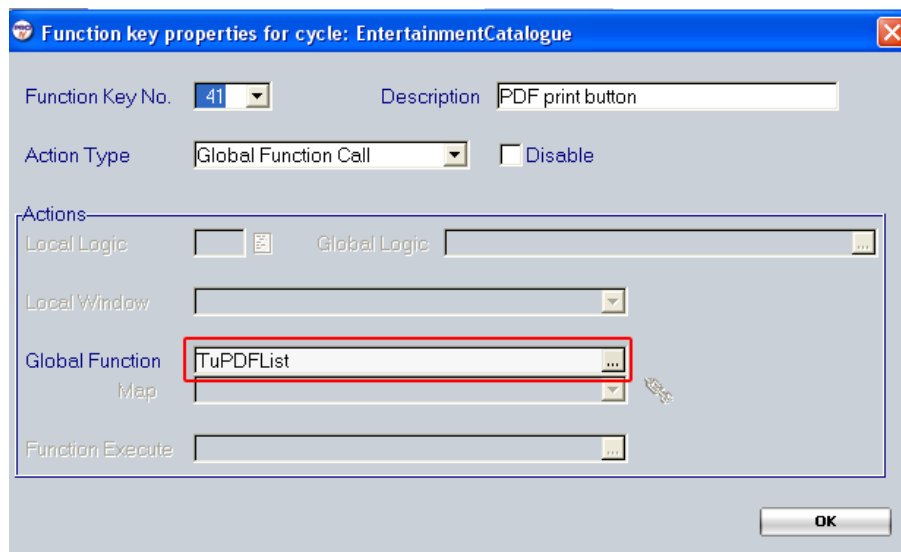 Function key properties for cycle: EntertainmentCatalogue
Function Key No. 41 Description PDF print button
Action Type Global Function Call Disable
Actions
Local Logic Global Logic ...
Local Window
Global Function TuPDFList ...
Map
Function Execute ...
OK